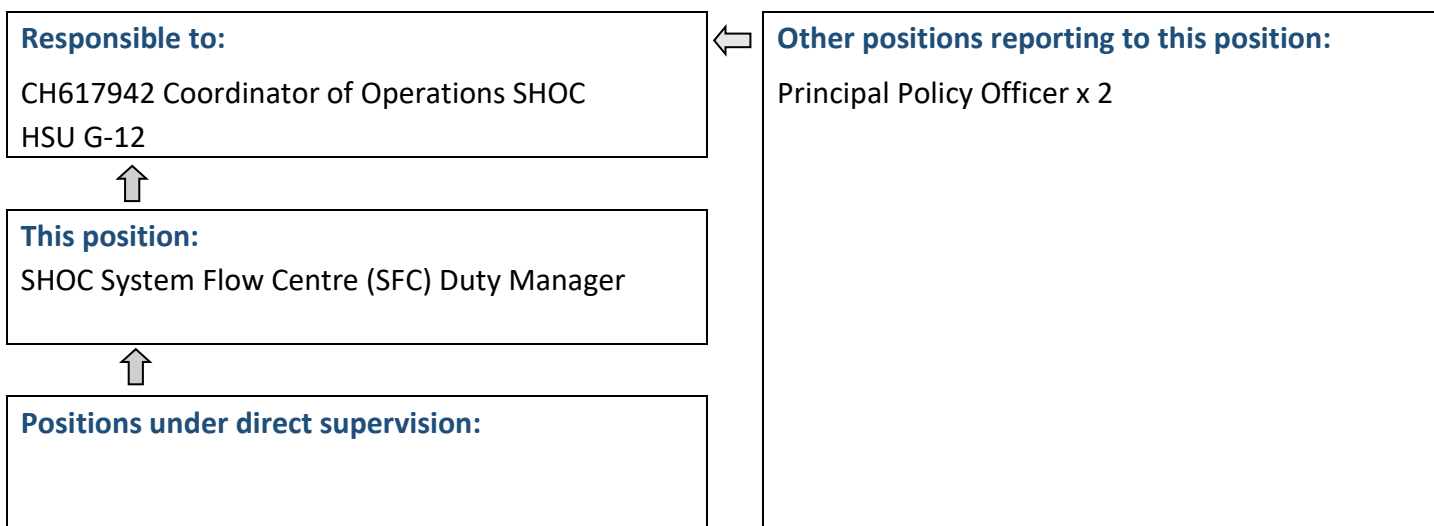 Responsible to:
CH617942 Coordinator of Operations SHOC
HSU G-12
This position:
SHOC System Flow Centre (SFC) Duty Manager
Positions under direct supervision:
Other positions reporting to this position:
Principal Policy Officer x 2